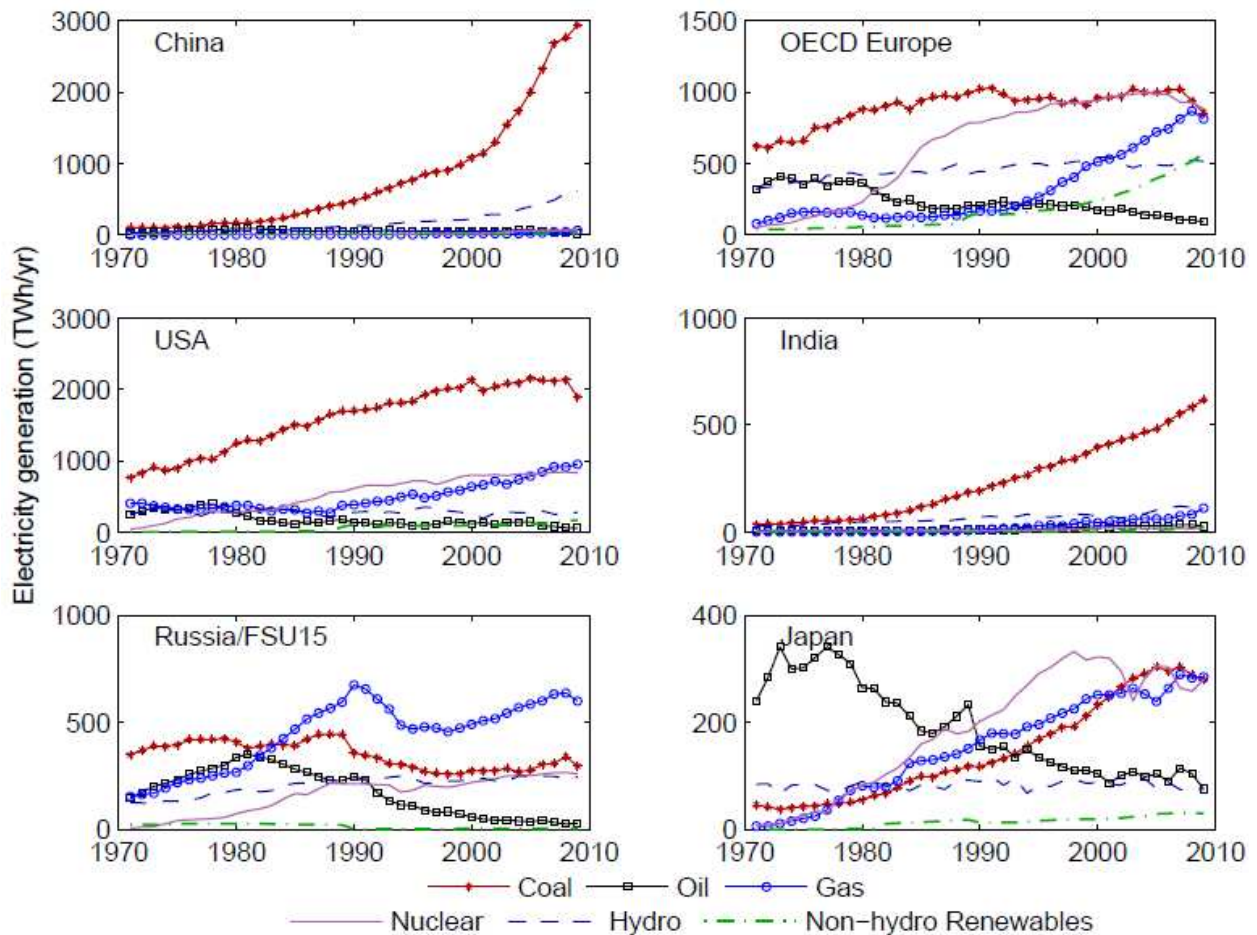 Electricity generation (TWh/yr)
China
3000
2000
1000
0
1970 1980 1990 2000 2010
OECD Europe
1500
1000
500
0
1970 1980 1990 2000 2010
USA
3000
2000
1000
0
1970 1980 1990 2000 2010
India
1000
500
0
1970 1980 1990 2000 2010
Russia/FSU15
1000
500
0
1970 1980 1990 2000 2010
Japan
400
200
0
1970 1980 1990 2000 2010
Coal Oil Gas
Nuclear Hydro Non-hydro Renewables